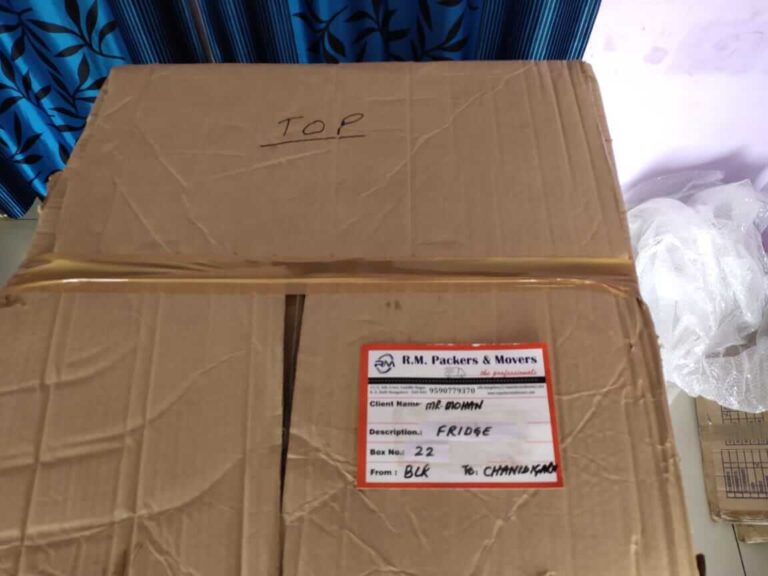 TOP
RM R.M. Packers & Movers
the professionals
9590779370
Client Name- MR. MOHAN
Description.: FRIDGE
Box No.: 22
From : BLR To: CHANDIGARH